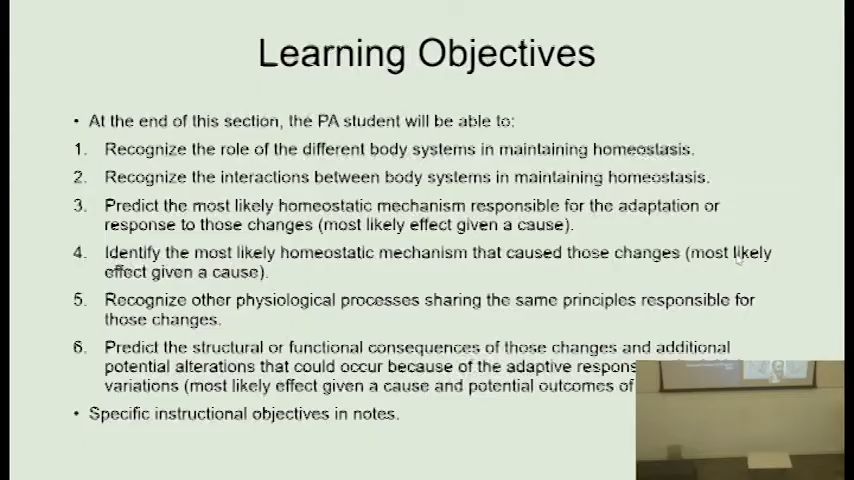 Learning Objectives
• At the end of this section, the PA student will be able to:
1. Recognize the role of the different body systems in maintaining homeostasis.
2. Recognize the interactions between body systems in maintaining homeostasis.
3. Predict the most likely homeostatic mechanism responsible for the adaptation or
response to those changes (most likely effect given a cause).
4. Identify the most likely homeostatic mechanism that caused those changes (most likely
effect given a cause).
5. Recognize other physiological processes sharing the same principles responsible for
those changes.
6. Predict the structural or functional consequences of those changes and additional
potential alterations that could occur because of the adaptive
variations (most likely effect given a cause and potential outcomes of
• Specific instructional objectives in notes.